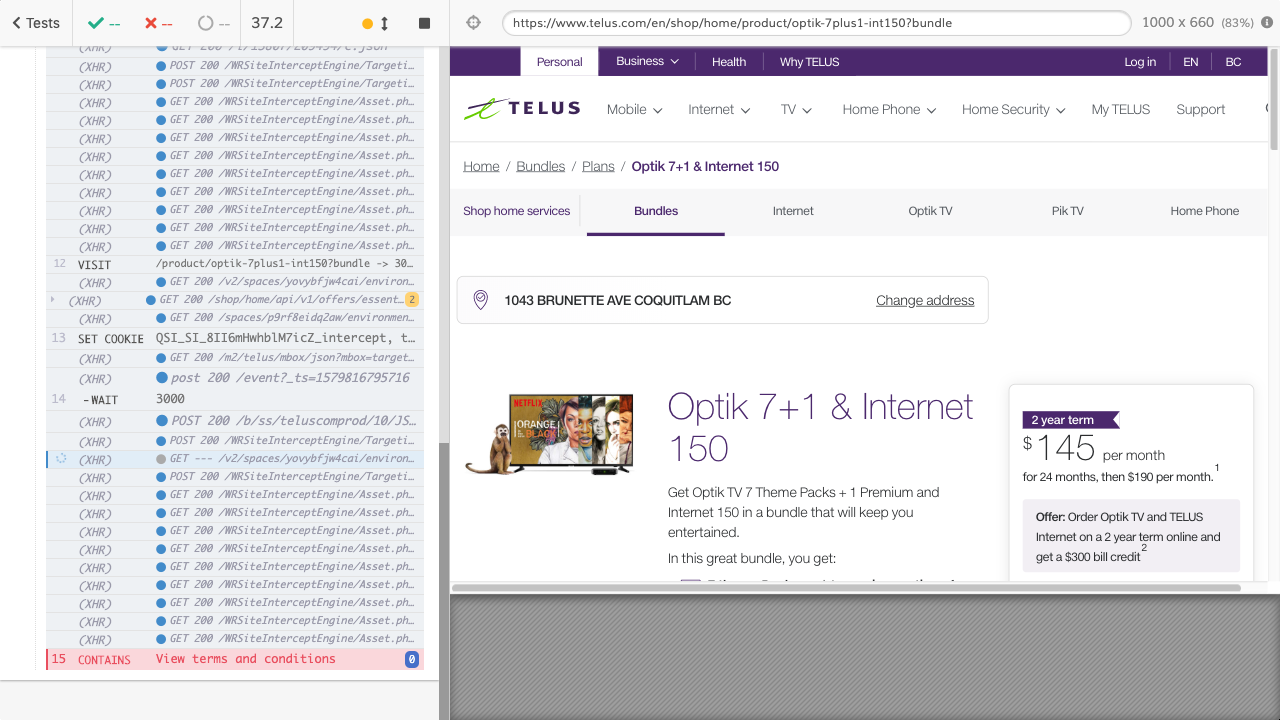 Tests
--
--
--
37.2
https://www.telus.com/en/shop/home/product/optik-7plus1-int150?bundle
1000 x 660 (83%)
(XHR) GET 200 /i/15807/209494/c.json
(XHR) POST 200 /WRSiteInterceptEngine/Targeti...
(XHR) POST 200 /WRSiteInterceptEngine/Targeti...
(XHR) GET 200 /WRSiteInterceptEngine/Asset.ph...
(XHR) GET 200 /WRSiteInterceptEngine/Asset.ph...
(XHR) GET 200 /WRSiteInterceptEngine/Asset.ph...
(XHR) GET 200 /WRSiteInterceptEngine/Asset.ph...
(XHR) GET 200 /WRSiteInterceptEngine/Asset.ph...
(XHR) GET 200 /WRSiteInterceptEngine/Asset.ph...
(XHR) GET 200 /WRSiteInterceptEngine/Asset.ph...
(XHR) GET 200 /WRSiteInterceptEngine/Asset.ph...
(XHR) GET 200 /WRSiteInterceptEngine/Asset.ph...
12 VISIT /product/optik-7plus1-int150?bundle -> 30...
(XHR) GET 200 /v2/spaces/yovybfjw4cai/environ...
(XHR) GET 200 /shop/home/api/v1/offers/essent... 2
(XHR) GET 200 /spaces/p9rf8eidq2aw/environmen...
13 SET COOKIE QSI_SI_8II6mHwhblM7icZ_intercept, t...
(XHR) GET 200 /m2/telus/mbox/json?mbox=target...
(XHR) post 200 /event?_ts=1579816795716
14 -WAIT 3000
(XHR) POST 200 /b/ss/teluscomprod/10/JS...
(XHR) POST 200 /WRSiteInterceptEngine/Targeti...
(XHR) GET --- /v2/spaces/yovybfjw4cai/environ...
(XHR) POST 200 /WRSiteInterceptEngine/Targeti...
(XHR) GET 200 /WRSiteInterceptEngine/Asset.ph...
(XHR) GET 200 /WRSiteInterceptEngine/Asset.ph...
(XHR) GET 200 /WRSiteInterceptEngine/Asset.ph...
(XHR) GET 200 /WRSiteInterceptEngine/Asset.ph...
(XHR) GET 200 /WRSiteInterceptEngine/Asset.ph...
(XHR) GET 200 /WRSiteInterceptEngine/Asset.ph...
(XHR) GET 200 /WRSiteInterceptEngine/Asset.ph...
(XHR) GET 200 /WRSiteInterceptEngine/Asset.ph...
(XHR) GET 200 /WRSiteInterceptEngine/Asset.ph...
15 CONTAINS View terms and conditions 0
Personal Business Health Why TELUS Log in EN BC
TELUS Mobile Internet TV Home Phone Home Security My TELUS Support
Home / Bundles / Plans / Optik 7+1 & Internet 150
Shop home services Bundles Internet Optik TV Pik TV Home Phone
1043 BRUNETTE AVE COQUITLAM BC Change address
NETFLIX
ORANGE
BLACK
Optik 7+1 & Internet
150
Get Optik TV 7 Theme Packs + 1 Premium and
Internet 150 in a bundle that will keep you
entertained.
In this great bundle, you get:
2 year term
$145 per month
for 24 months, then $190 per month.1
Offer: Order Optik TV and TELUS
Internet on a 2 year term online and
get a $300 bill credit2